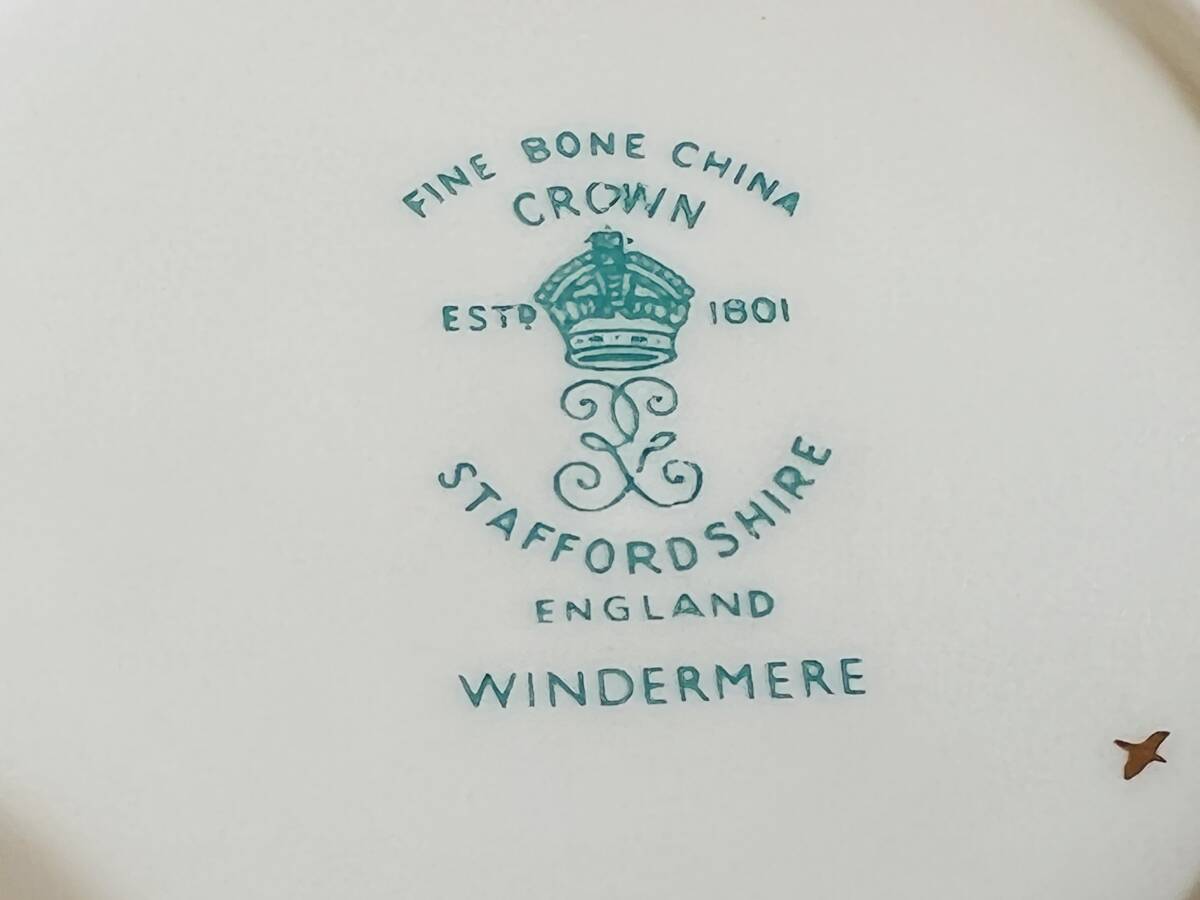 FINE BONE CHINA
CROWN
ESTD 1801
STAFFORDSHIRE
ENGLAND
WINDERMERE